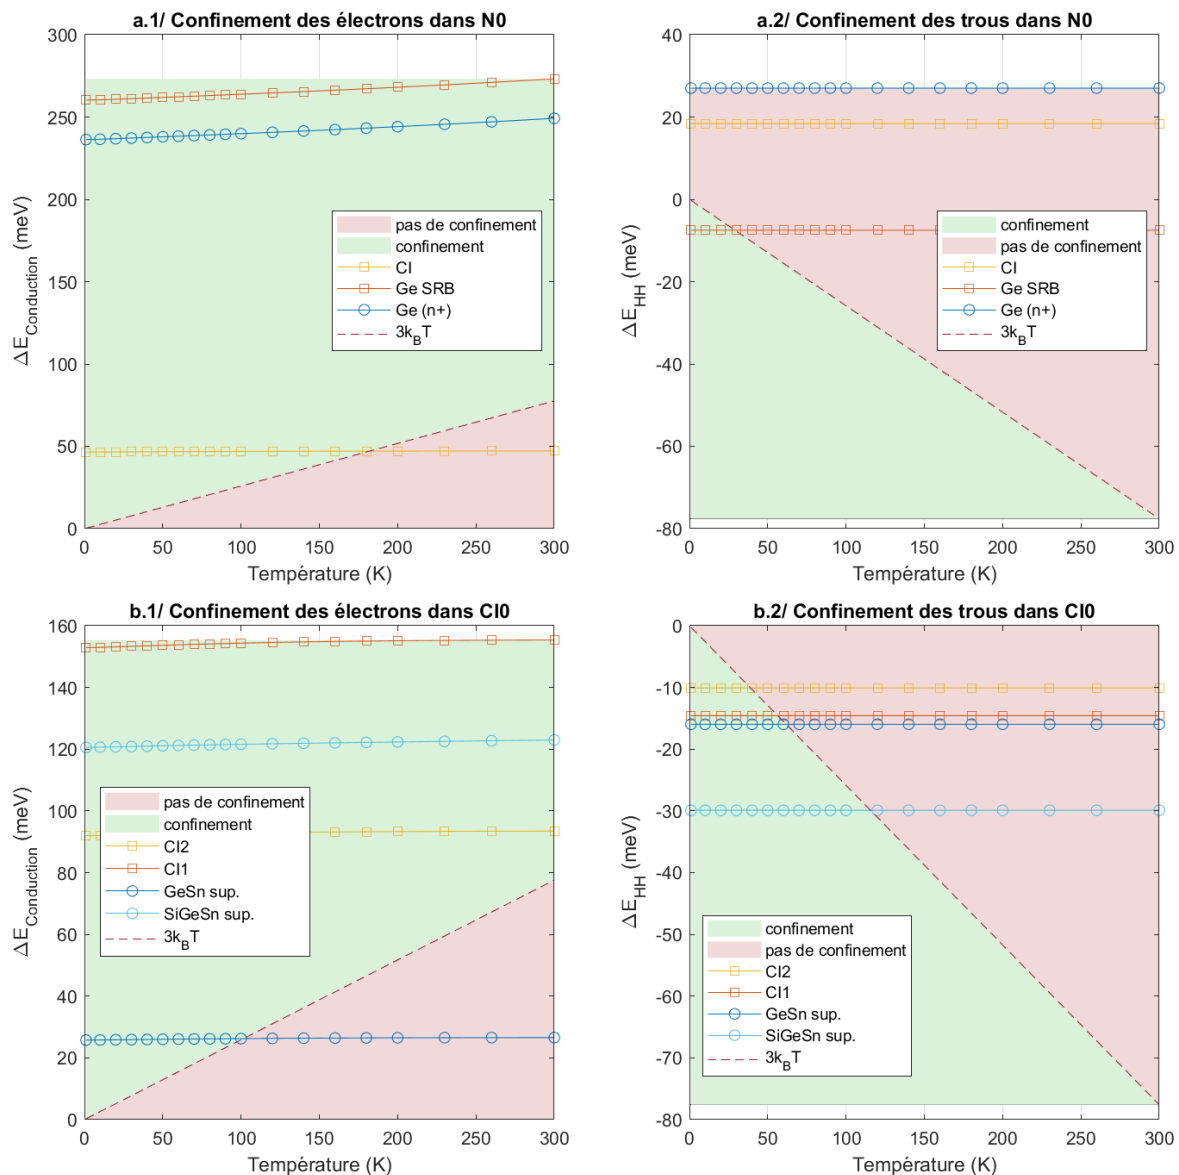 a.1/ Confinement des électrons dans N0
300
250
200
150
100
50
0
ΔE_Conduction (meV)
pas de confinement
confinement
CI
Ge SRB
Ge (n+)
3k_BT
0 50 100 150 200 250 300
Température (K)
a.2/ Confinement des trous dans N0
40
20
0
-20
-40
-60
-80
ΔE_HH (meV)
confinement
pas de confinement
CI
Ge SRB
Ge (n+)
3k_BT
0 50 100 150 200 250 300
Température (K)
b.1/ Confinement des électrons dans CI0
160
140
120
100
80
60
40
20
0
ΔE_Conduction (meV)
pas de confinement
confinement
CI2
CI1
GeSn sup.
SiGeSn sup.
3k_BT
0 50 100 150 200 250 300
Température (K)
b.2/ Confinement des trous dans CI0
0
-10
-20
-30
-40
-50
-60
-70
-80
ΔE_HH (meV)
confinement
pas de confinement
CI2
CI1
GeSn sup.
SiGeSn sup.
3k_BT
0 50 100 150 200 250 300
Température (K)